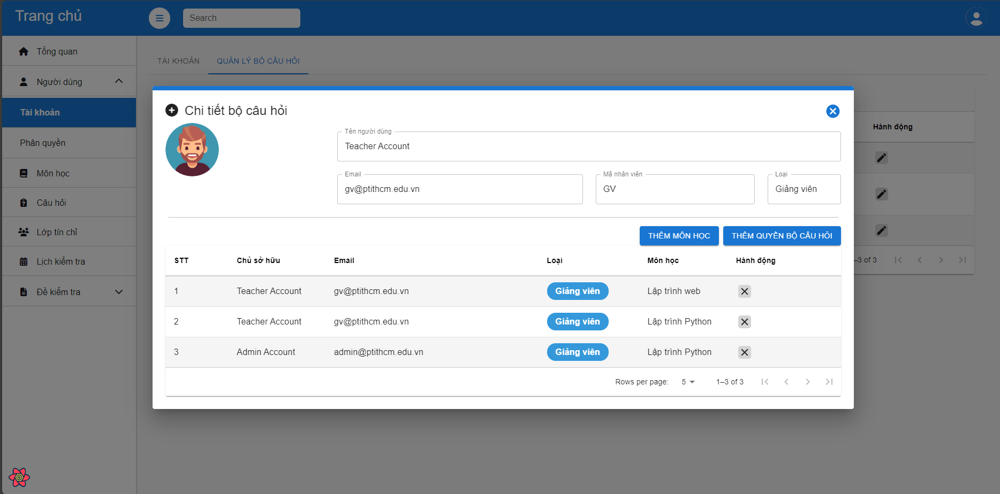 Trang chủ
Search
Tổng quan
Người dùng
Tài khoản
Phân quyền
Môn học
Câu hỏi
Lớp tín chỉ
Lịch kiểm tra
Đề kiểm tra
TÀI KHOẢN
QUẢN LÝ BỘ CÂU HỎI
Hành động
–3 of 3
Chi tiết bộ câu hỏi
Tên người dùng
Teacher Account
Email
Mã nhân viên
Loại
gv@ptithcm.edu.vn
GV
Giảng viên
THÊM MÔN HỌC
THÊM QUYỀN BỘ CÂU HỎI
STT Chủ sở hữu Email Loại Môn học Hành động
1 Teacher Account gv@ptithcm.edu.vn Giảng viên Lập trình web
2 Teacher Account gv@ptithcm.edu.vn Giảng viên Lập trình Python
3 Admin Account admin@ptithcm.edu.vn Giảng viên Lập trình Python
Rows per page: 5 1–3 of 3